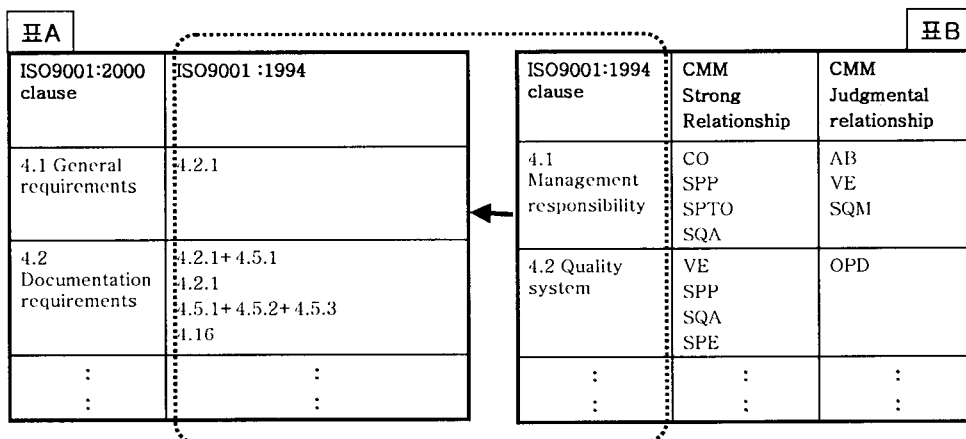 표A
ISO9001:2000
clause
ISO9001 :1994
4.1 General
requirements
4.2.1
4.2
Documentation
requirements
4.2.1+ 4.5.1
4.2.1
4.5.1+ 4.5.2+ 4.5.3
4.16
:
:
:
:
표B
ISO9001:1994
clause
CMM
Strong
Relationship
CMM
Judgmental
relationship
4.1
Management
responsibility
CO
SPP
SPTO
SQA
AB
VE
SQM
4.2 Quality
system
VE
SPP
SQA
SPE
OPD
:
:
:
:
:
: